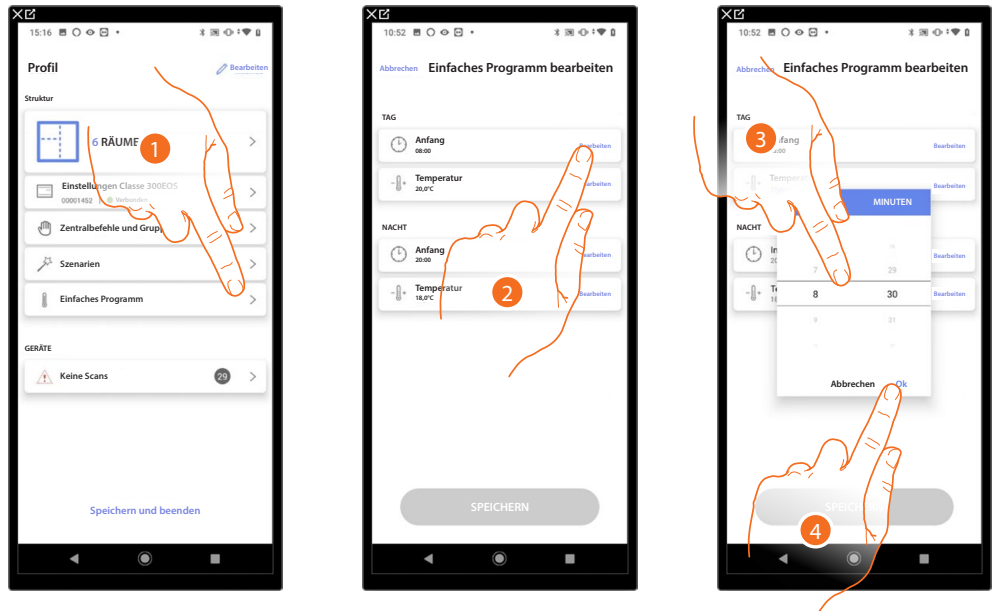 15:16
Profil
Bearbeiten
Struktur
6 RÄUME
1
Einstellungen Classe 300EOS
00001452 | Verbunden
Zentralbefehle und Grupp
Szenarien
Einfaches Programm
GERÄTE
Keine Scans
29
Speichern und beenden
10:52
Abbrechen Einfaches Programm bearbeiten
TAG
Anfang
08:00
Bearbeiten
Temperatur
20,0°C
Bearbeiten
NACHT
Anfang
20:00
Bearbeiten
2
Temperatur
18,0°C
Bearbeiten
SPEICHERN
10:52
Abbrechen Einfaches Programm bearbeiten
TAG
3
Anfang
Bearbeiten
Temperatur
Bearbeiten
MINUTEN
NACHT
Bearbeiten
7 29
8 30
Bearbeiten
9 31
Abbrechen Ok
4